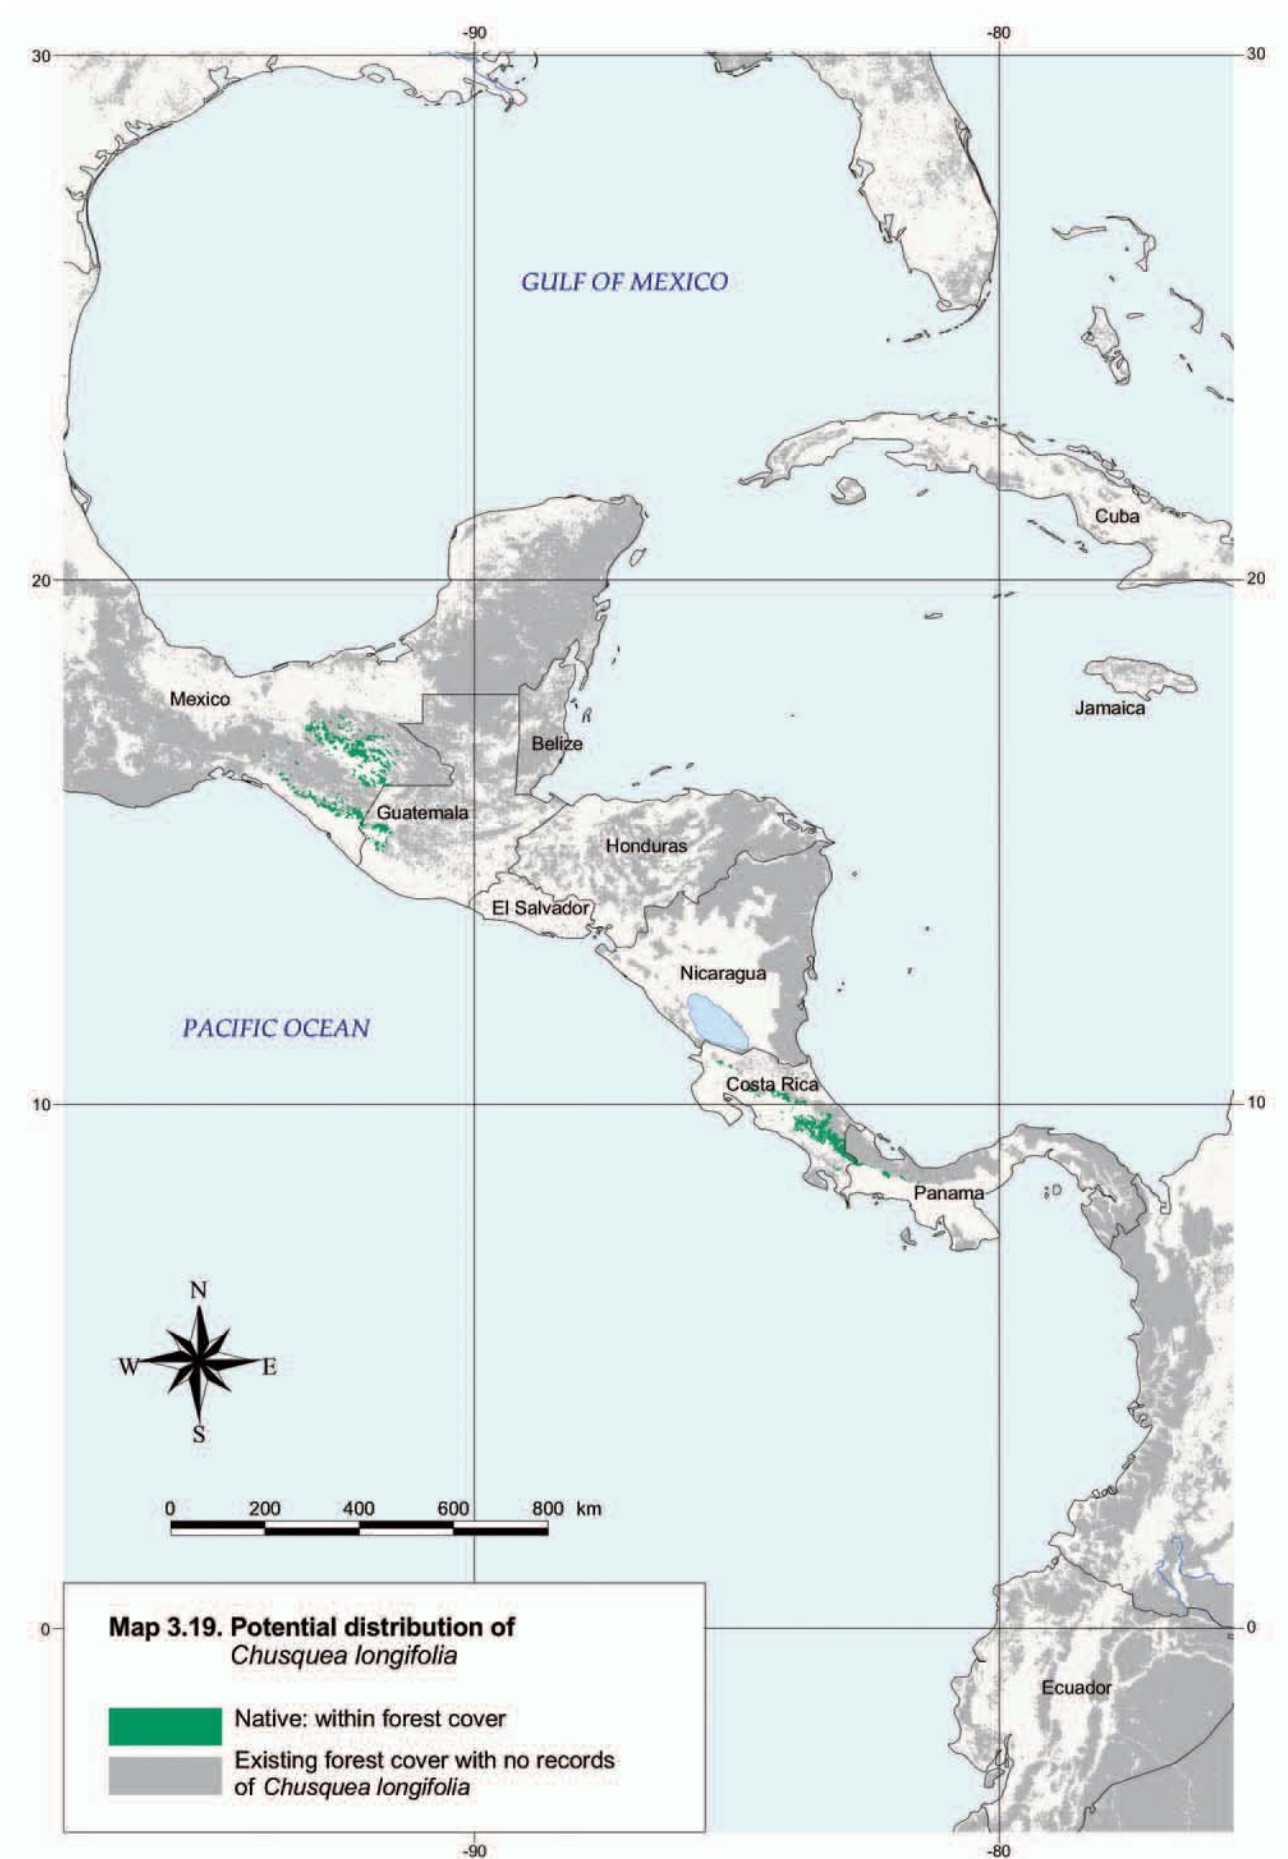 -90 -80
30 30
GULF OF MEXICO
Cuba
20 20
Mexico
Jamaica
Belize
Guatemala
Honduras
El Salvador
Nicaragua
PACIFIC OCEAN
Costa Rica
10 10
Panama
N
W E
S
0 200 400 600 800 km
Map 3.19. Potential distribution of
Chusquea longifolia
0 0
Ecuador
Native: within forest cover
Existing forest cover with no records
of Chusquea longifolia
-90 -80